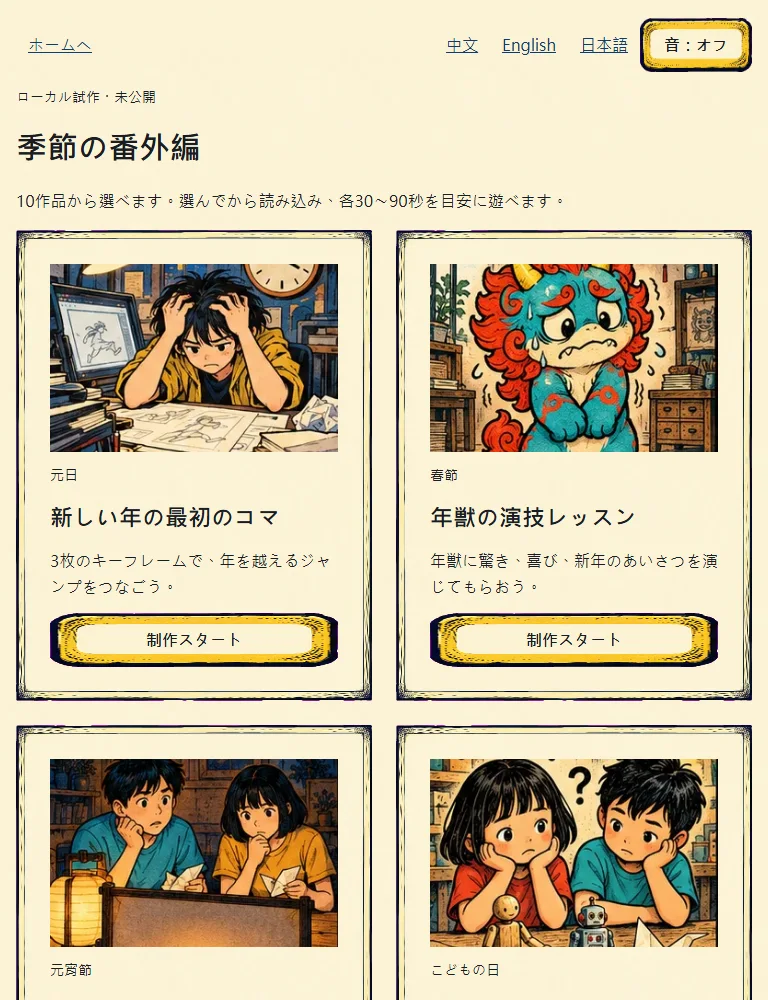 ホームへ
中文 English 日本語 音：オフ
ローカル試作・未公開
季節の番外編
10作品から選べます。選んでから読み込み、各30～90秒を目安に遊べます。
元日
新しい年の最初のコマ
3枚のキーフレームで、年を越えるジャ
ンプをつなごう。
制作スタート
春節
年獣の演技レッスン
年獣に驚き、喜び、新年のあいさつを演
じてもらおう。
制作スタート
?
元宵節
こどもの日